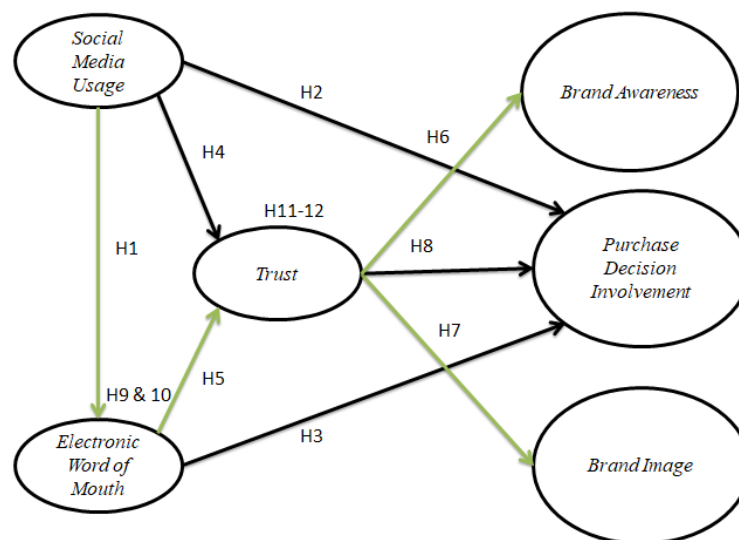 Social
Media
Usage
Brand Awareness
H2
H6
H4
H11-12
H1
Trust
H8
Purchase
Decision
Involvement
H7
H9 & 10
H5
H3
Electronic
Word of
Mouth
Brand Image